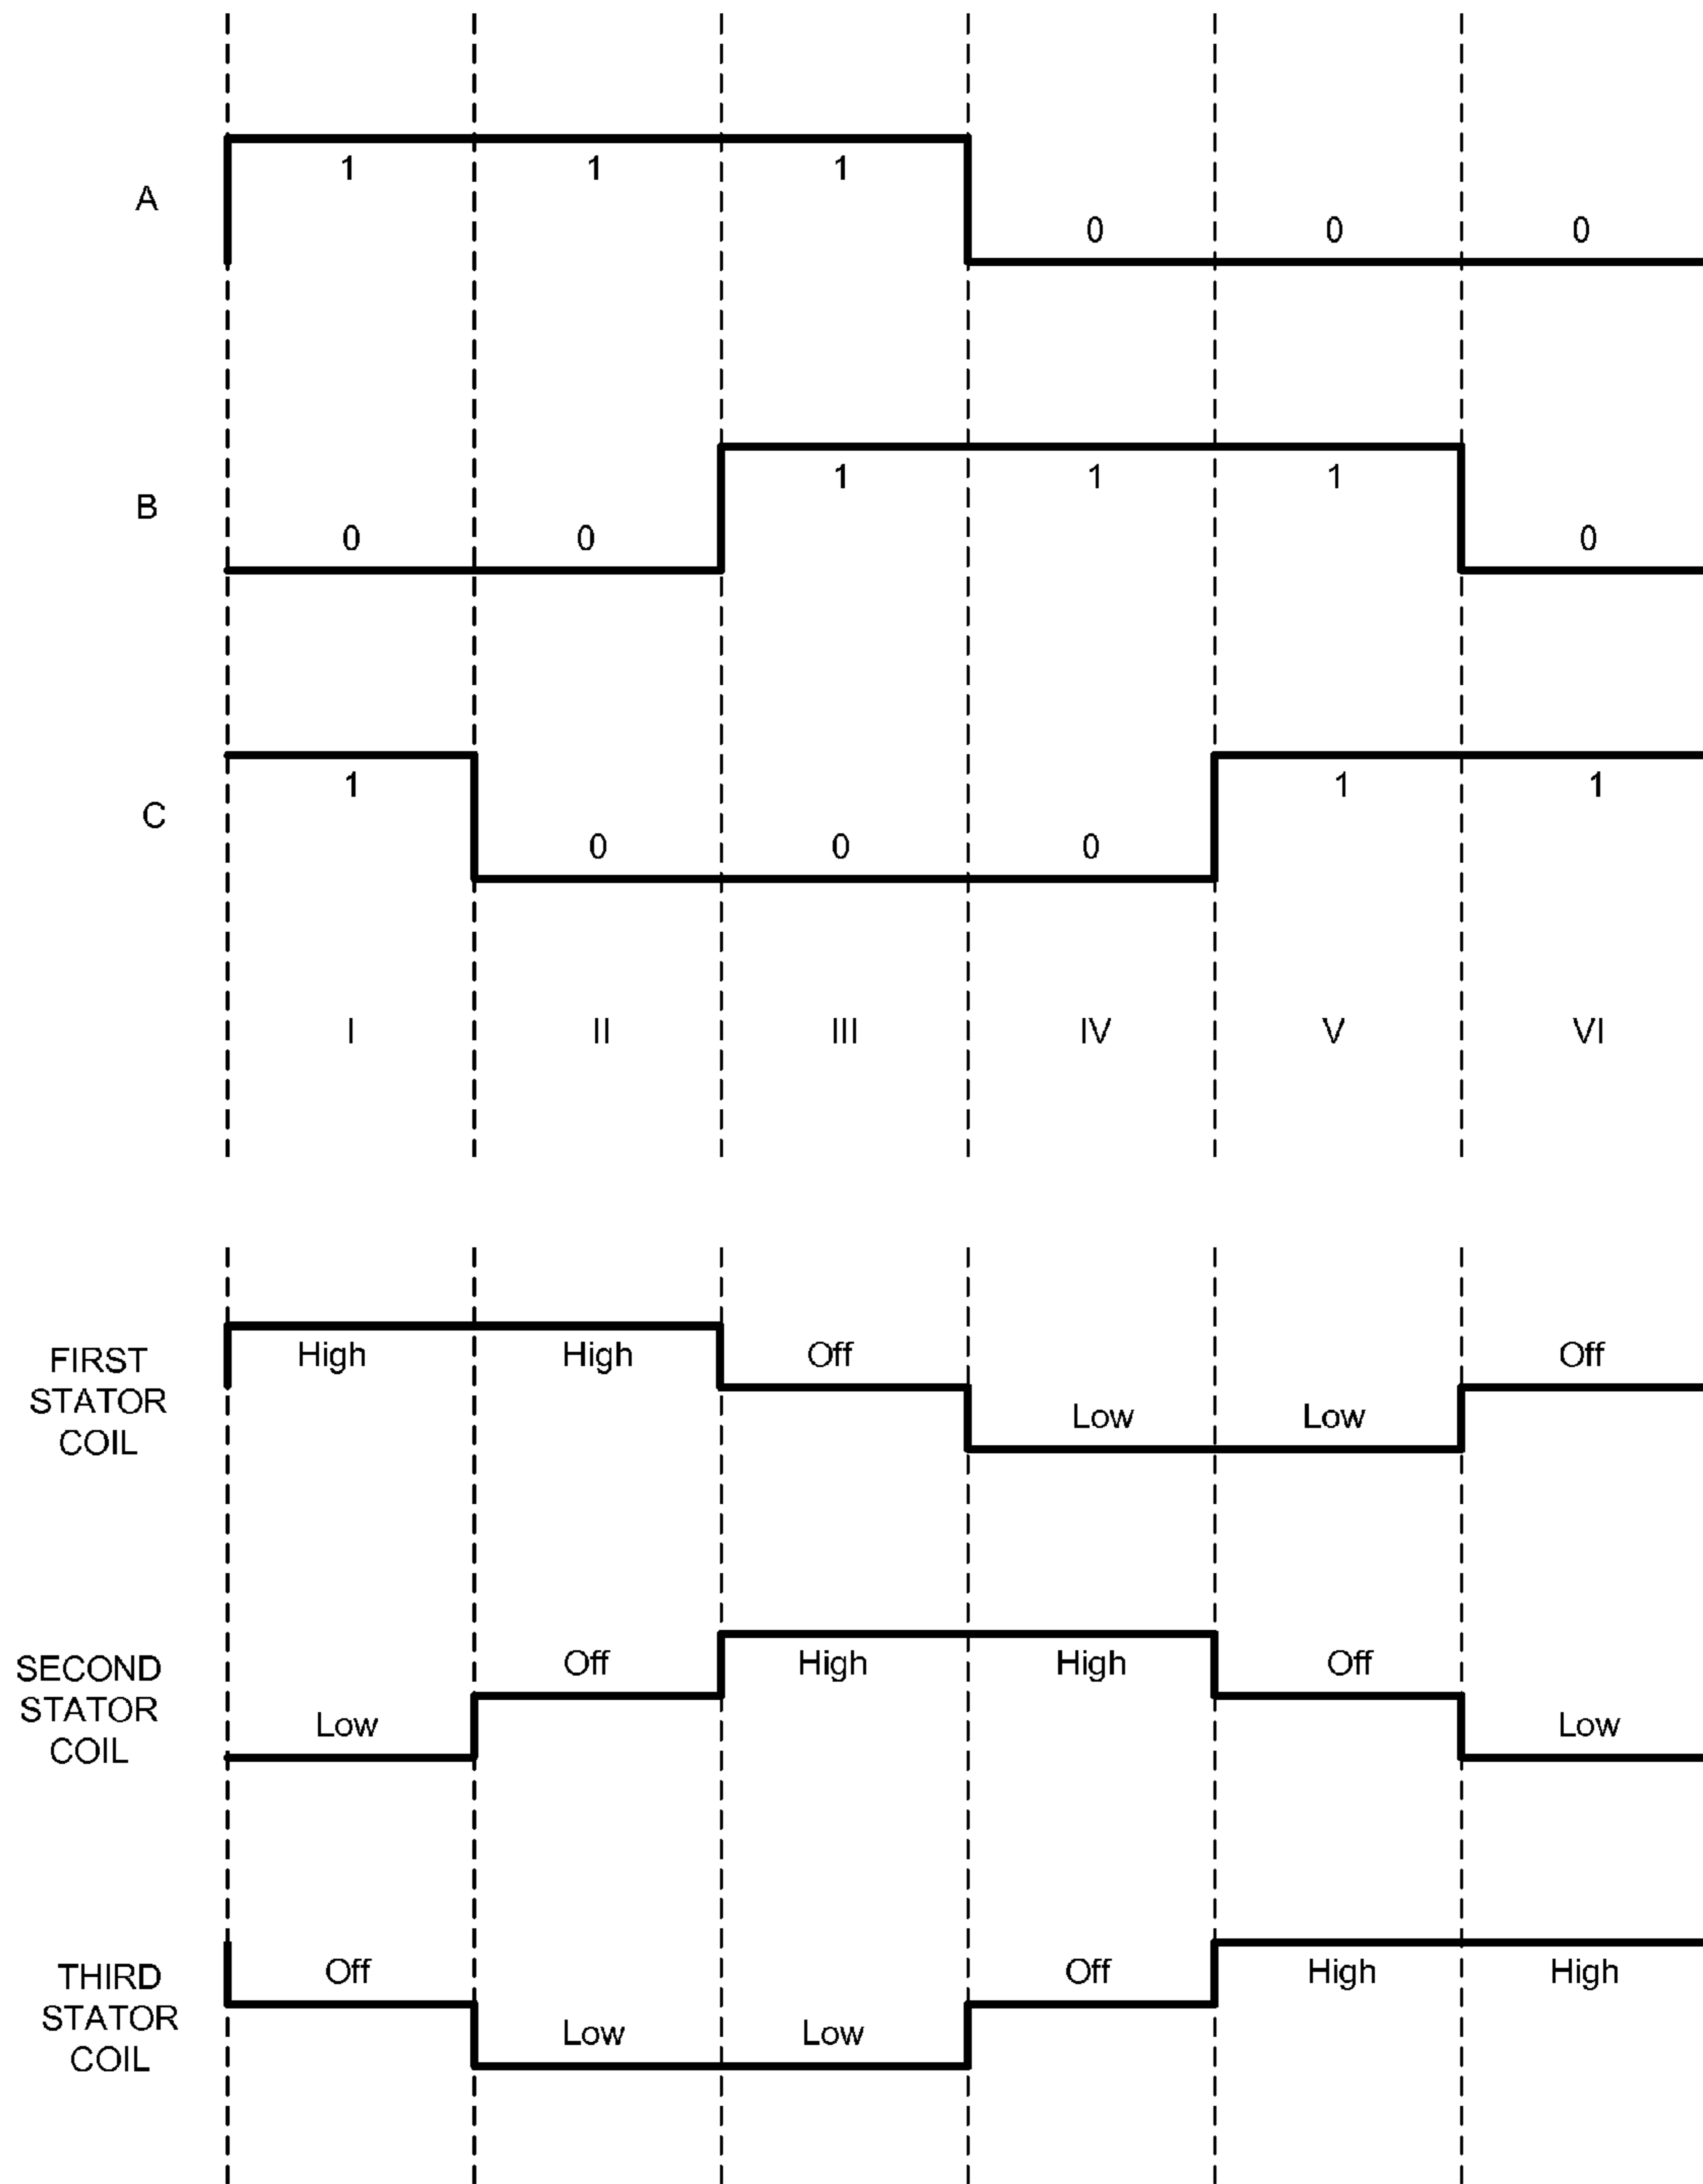 1 1 1
A
0 0 0
1 1 1
B
0 0 0
1 1 1
C
0 0 0
I II III IV V VI
High High Off Off
FIRST
STATOR
COIL
Low Low
Off High High Off
SECOND
STATOR
COIL
Low Low
Off Off High High
THIRD
STATOR
COIL
Low Low